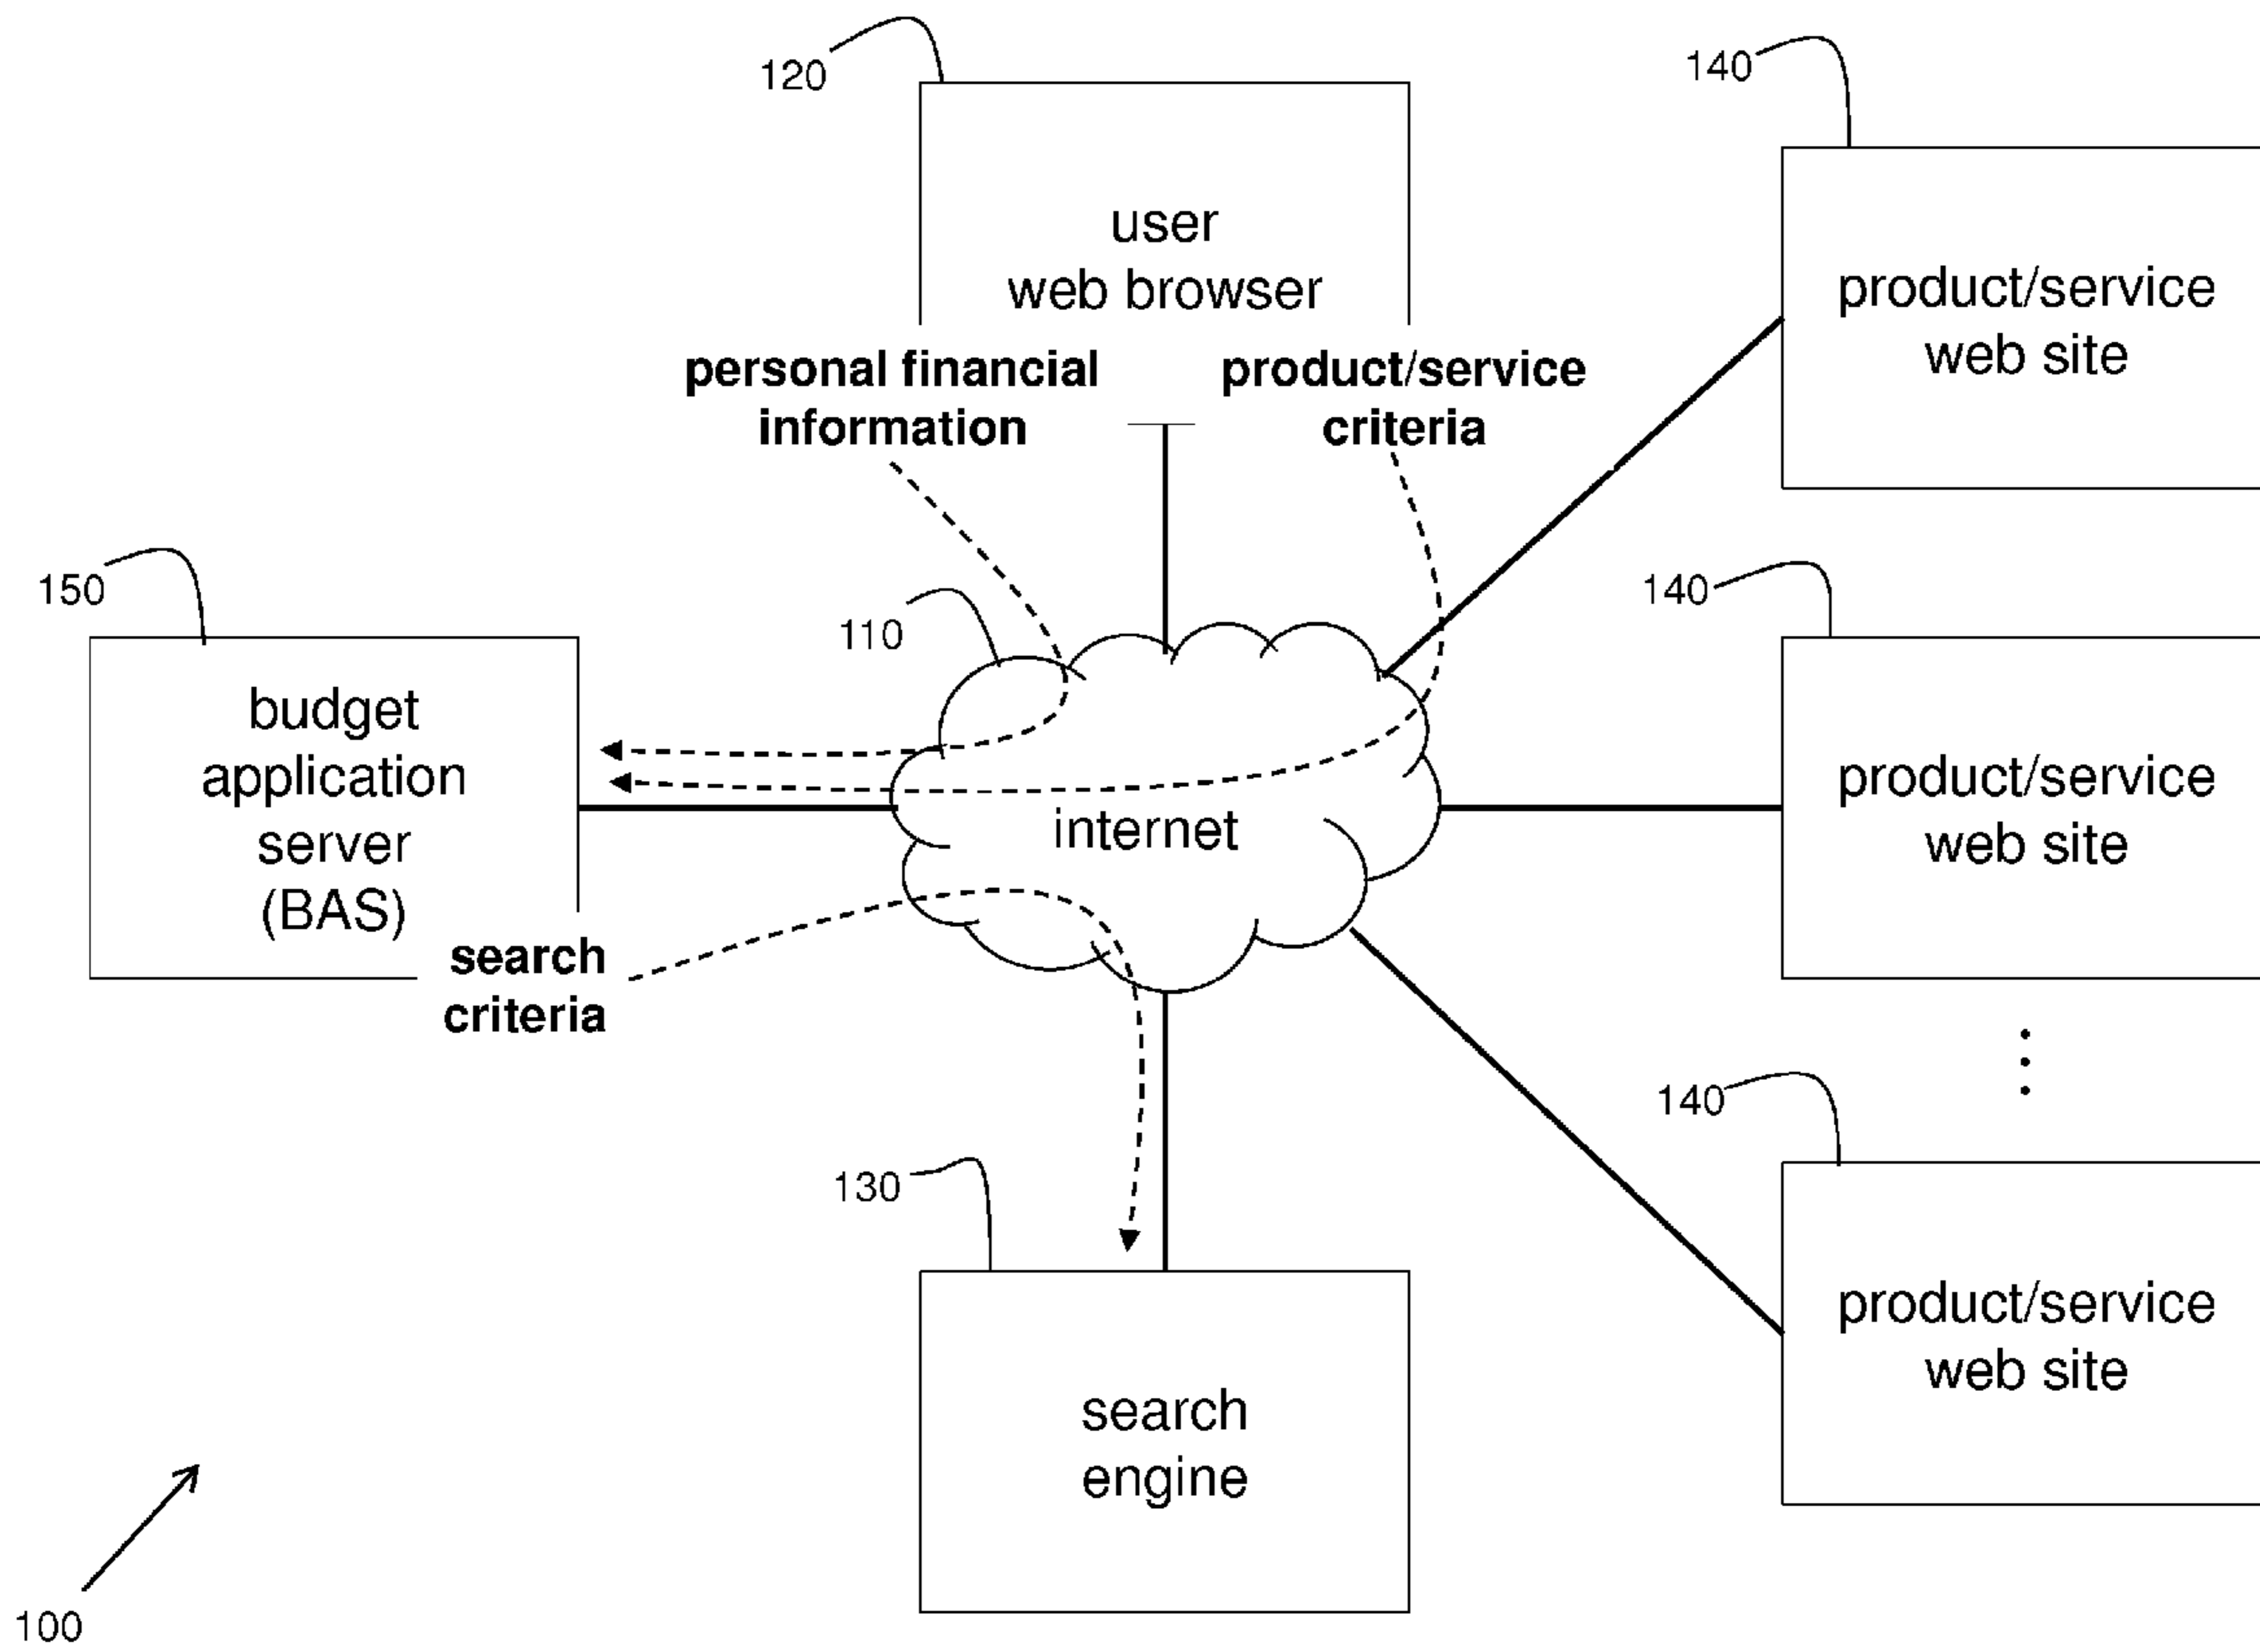 120
140
user
web browser
product/service
web site
personal financial
information
product/service
criteria
150
110
140
budget
application
server
(BAS)
internet
product/service
web site
search
criteria
140
130
product/service
web site
search
engine
100